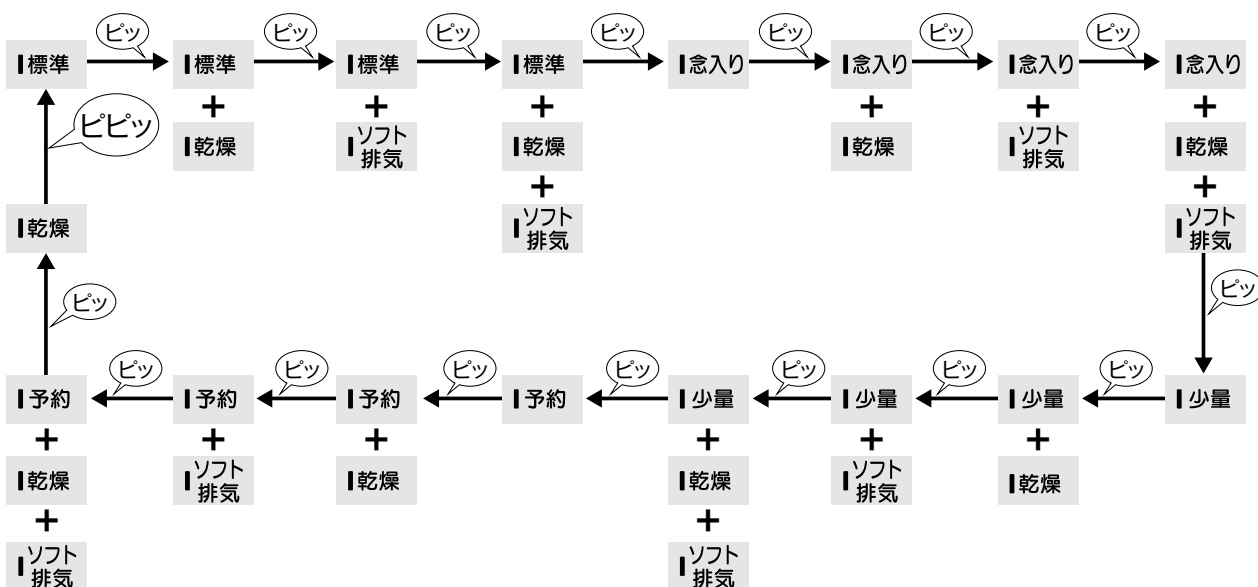 ピッ ピッ ピッ ピッ ピッ ピッ ピッ
標準 標準 標準 標準 念入り 念入り 念入り 念入り
+ + + + + +
乾燥 ソフト 乾燥 乾燥 ソフト 乾燥
排気 排気
+ +
ソフト ソフト
排気 排気
ピピッ
乾燥
ピッ ピッ
ピッ ピッ ピッ ピッ ピッ ピッ ピッ
予約 予約 予約 予約 少量 少量 少量 少量
+ + + + + +
乾燥 ソフト 乾燥 乾燥 ソフト 乾燥
排気 排気
+ +
ソフト ソフト
排気 排気